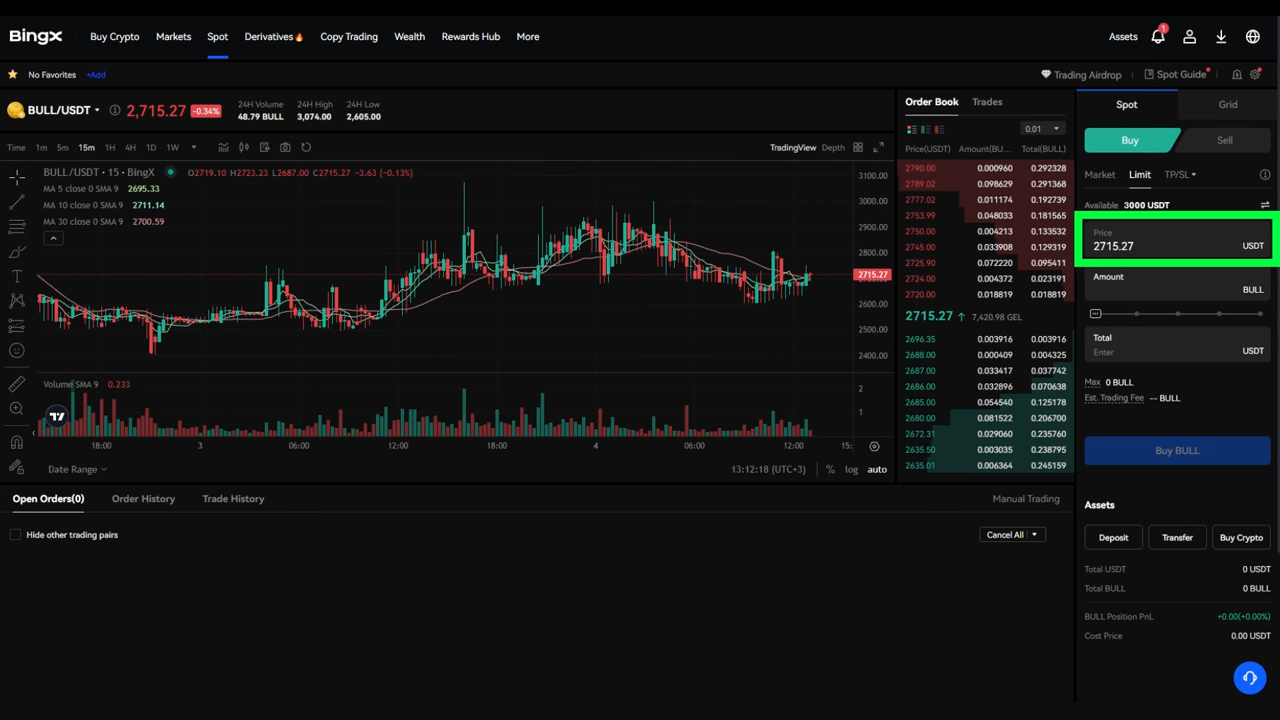 BingX Buy Crypto Markets Spot Derivatives🔥 Copy Trading Wealth Rewards Hub More Assets 1
No Favorites +Add Trading Airdrop Spot Guide
BULL/USDT 2,715.27 -0.34%
24H Volume 24H High 24H Low
48.79 BULL 3,074.00 2,605.00
Time 1m 5m 15m 1H 4H 1D 1W TradingView Depth
BULL/USDT · 15 · BingX O2719.10 H2723.23 L2687.00 C2715.27 -3.63 (-0.13%)
MA 5 close 0 SMA 9 2695.33
MA 10 close 0 SMA 9 2711.14
MA 30 close 0 SMA 9 2700.59
3100.00
3000.00
2900.00
2800.00
2715.27
2600.00
2500.00
2400.00
Volume SMA 9 0.233
2
1
18:00 3 06:00 12:00 18:00 4 06:00 12:00 15:
Date Range 13:12:18 (UTC+3) % log auto
Order Book Trades
0.01
Price(USDT) Amount(BU... Total(BULL)
2790.00 0.000960 0.292328
2789.02 0.098629 0.291368
2777.02 0.011174 0.192739
2753.99 0.048033 0.181565
2750.00 0.004213 0.133532
2745.00 0.033908 0.129319
2725.90 0.072220 0.095411
2724.00 0.004372 0.023191
2720.00 0.018819 0.018819
2715.27 ↑ 7,420.98 GEL
2696.35 0.003916 0.003916
2688.00 0.000409 0.004325
2687.00 0.033417 0.037742
2686.00 0.032896 0.070638
2685.00 0.054540 0.125178
2680.00 0.081522 0.206700
2672.31 0.029060 0.235760
2635.50 0.003035 0.238795
2635.01 0.006364 0.245159
Spot Grid
Buy Sell
Market Limit TP/SL
Available 3000 USDT
Price
2715.27 USDT
Amount
BULL
Total
Enter USDT
Max 0 BULL
Est. Trading Fee -- BULL
Buy BULL
Assets
Deposit Transfer Buy Crypto
Total USDT 0 USDT
Total BULL 0 BULL
BULL Position PnL +0.00(+0.00%)
Cost Price 0.00 USDT
Open Orders(0) Order History Trade History Manual Trading
Hide other trading pairs Cancel All